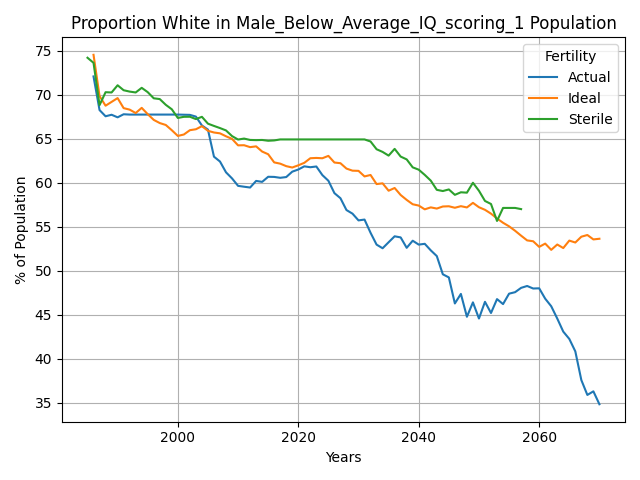 Proportion White in Male_Below_Average_IQ_scoring_1 Population
Fertility
Actual
Ideal
Sterile
% of Population
75
70
65
60
55
50
45
40
35
2000
2020
2040
2060
Years